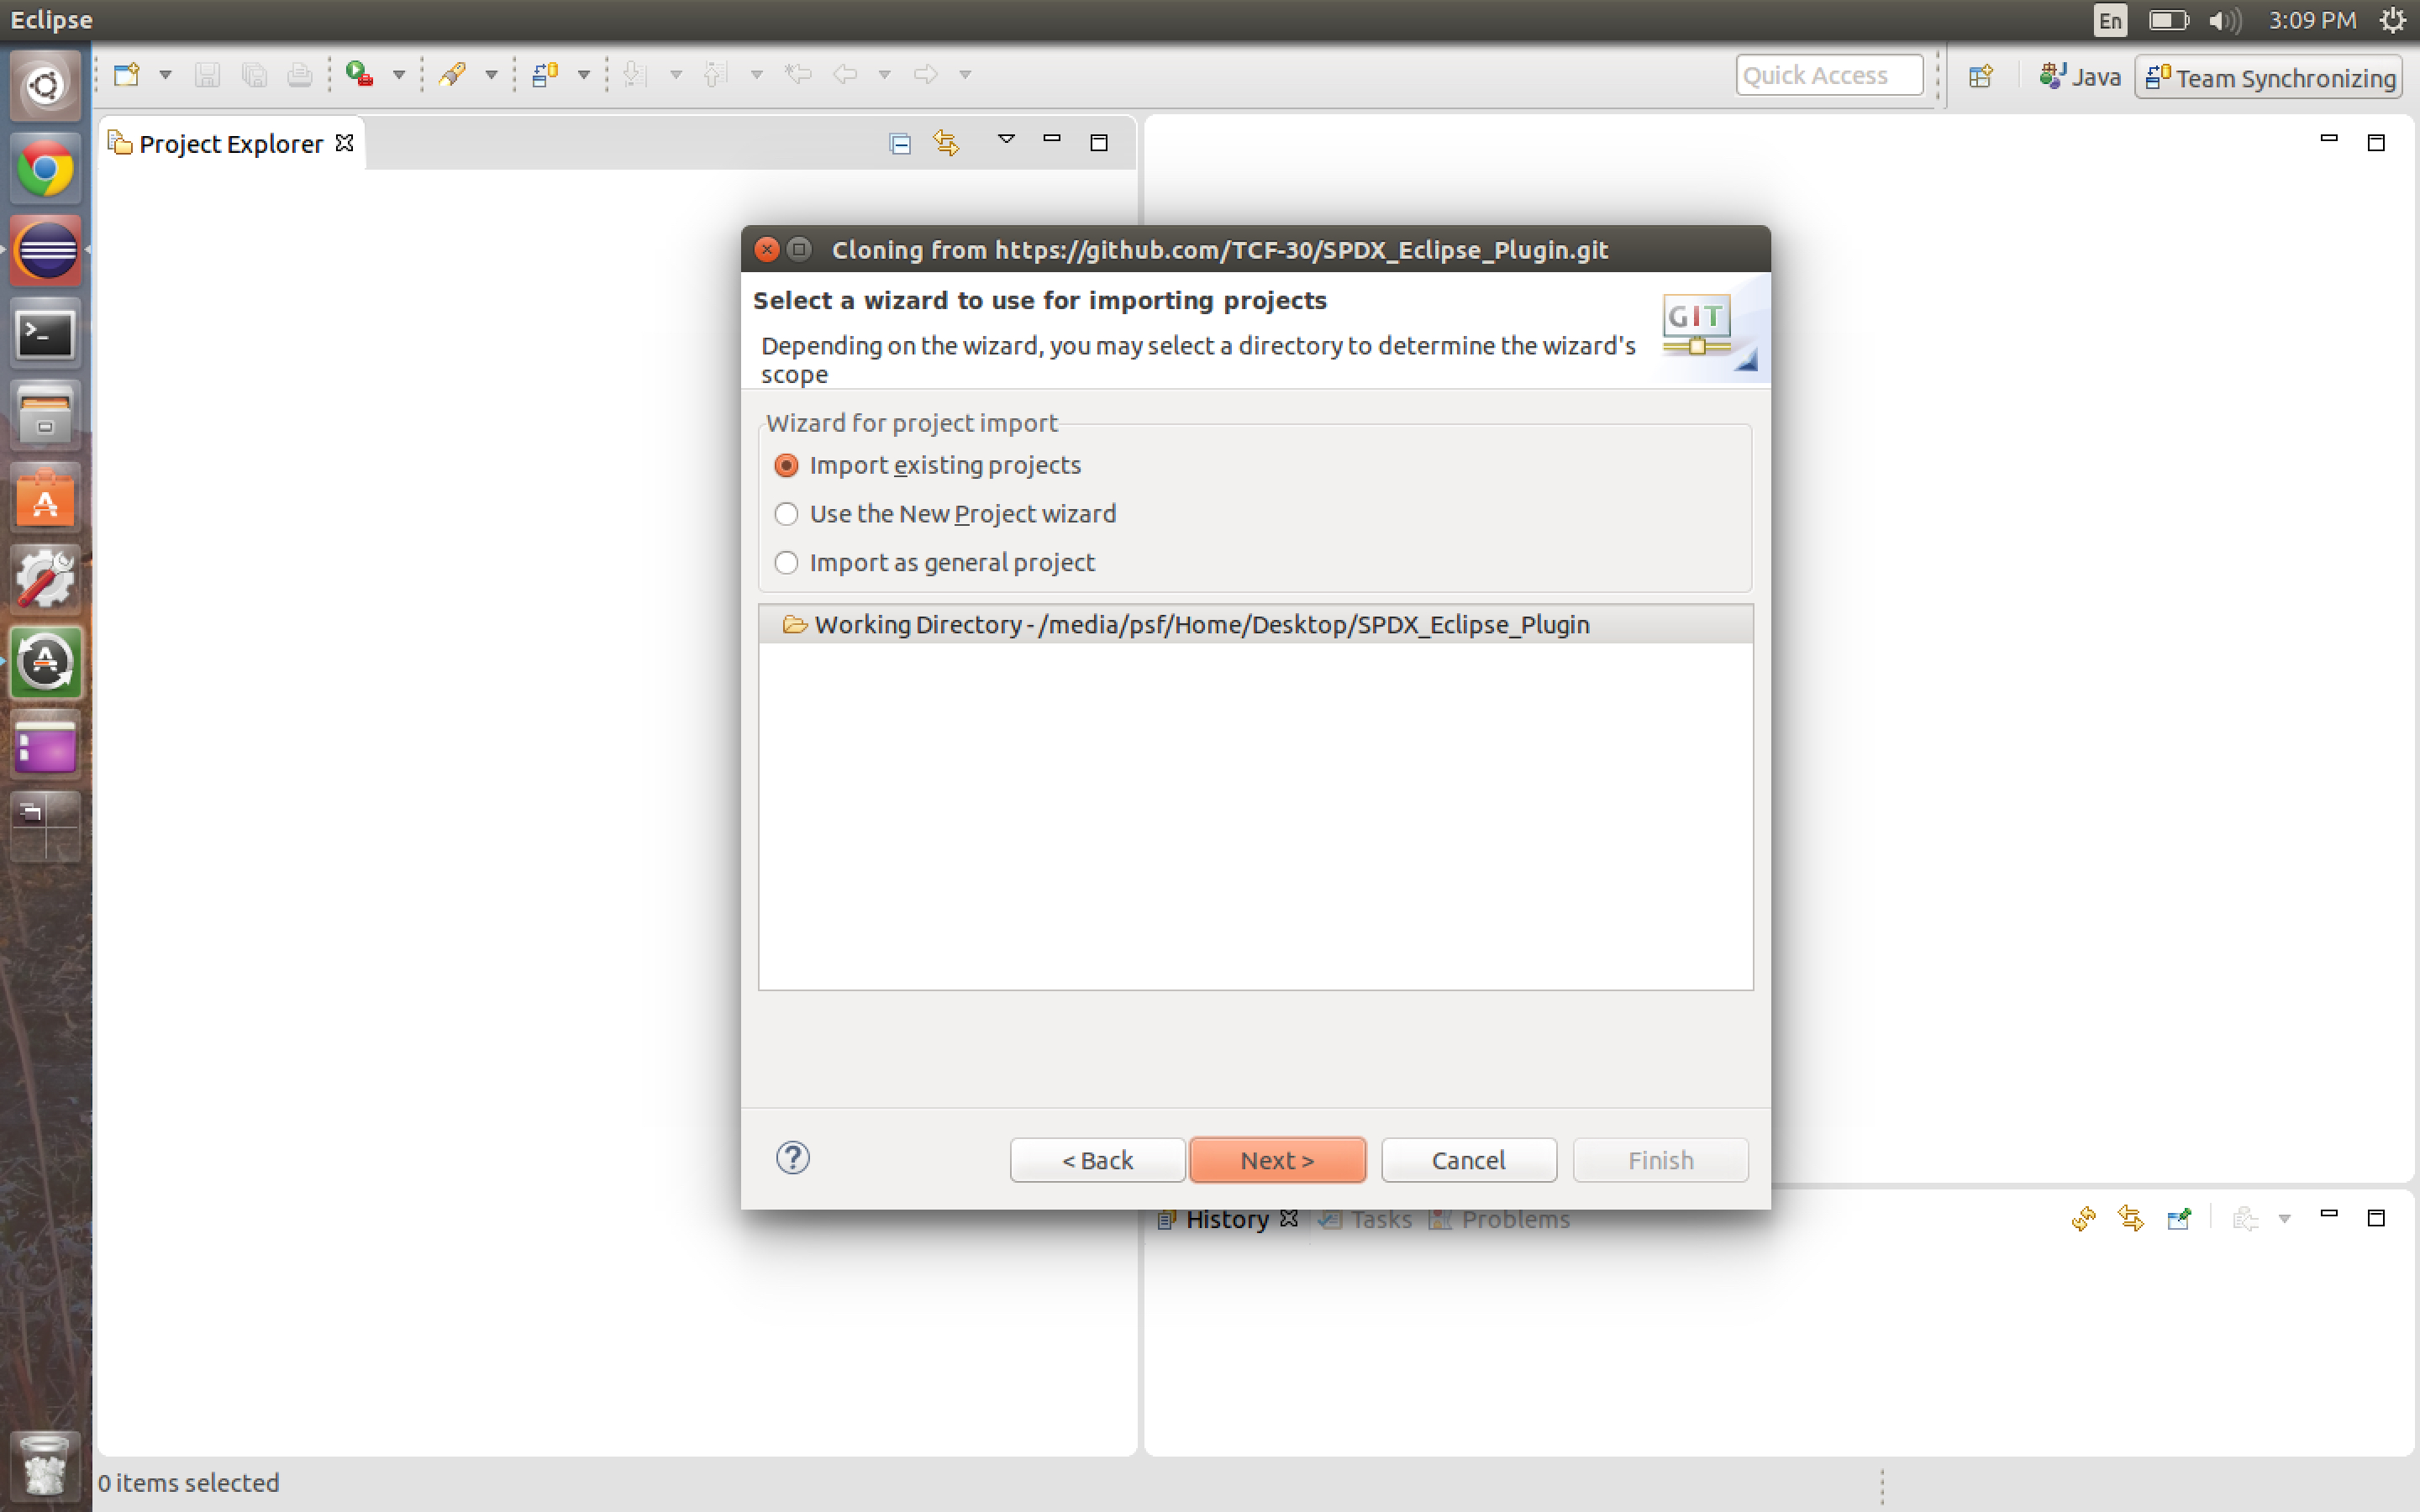 Eclipse
En
3:09 PM
Quick Access
Java
Team Synchronizing
Project Explorer
Cloning from https://github.com/TCF-30/SPDX_Eclipse_Plugin.git
Select a wizard to use for importing projects
Depending on the wizard, you may select a directory to determine the wizard's
scope
GIT
Wizard for project import
Import existing projects
Use the New Project wizard
Import as general project
Working Directory - /media/psf/Home/Desktop/SPDX_Eclipse_Plugin
< Back
Next >
Cancel
Finish
History
Tasks
Problems
0 items selected